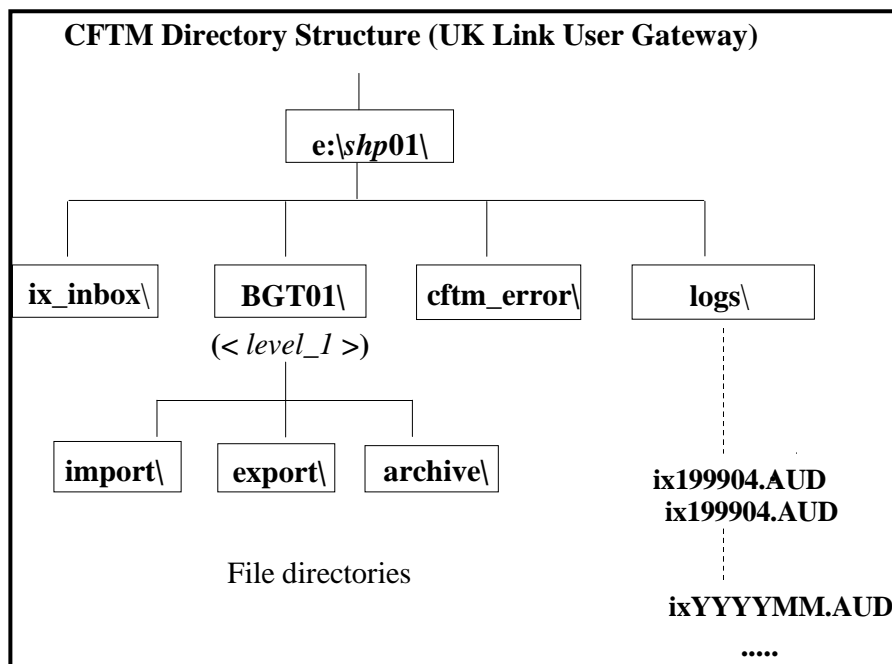 CFTM Directory Structure (UK Link User Gateway)
e:\shp01\
ix_inbox\
BGT01\
cftm_error\
logs\
(< level_1 >)
import\
export\
archive\
ix199904.AUD
ix199904.AUD
File directories
ixYYYYMM.AUD
.....